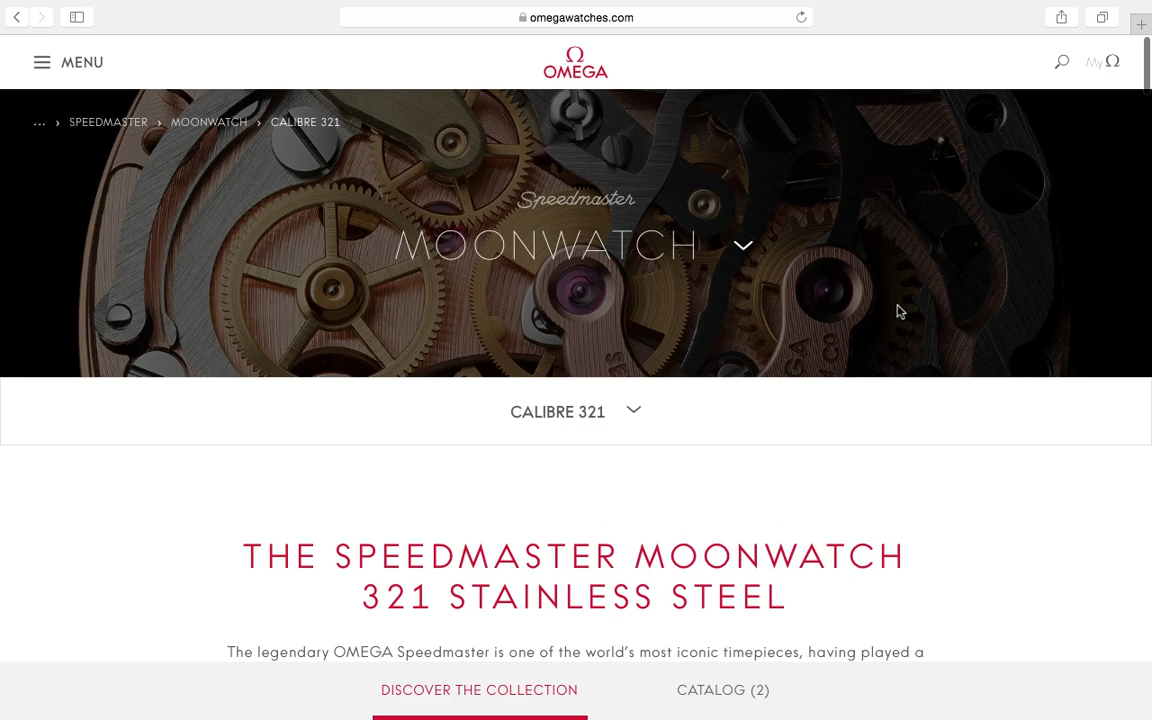 omegawatches.com
MENU
Ω
OMEGA
My Ω
... › SPEEDMASTER › MOONWATCH › CALIBRE 321
Speedmaster
MOONWATCH
CALIBRE 321
THE SPEEDMASTER MOONWATCH
321 STAINLESS STEEL
The legendary OMEGA Speedmaster is one of the world's most iconic timepieces, having played a
DISCOVER THE COLLECTION
CATALOG (2)